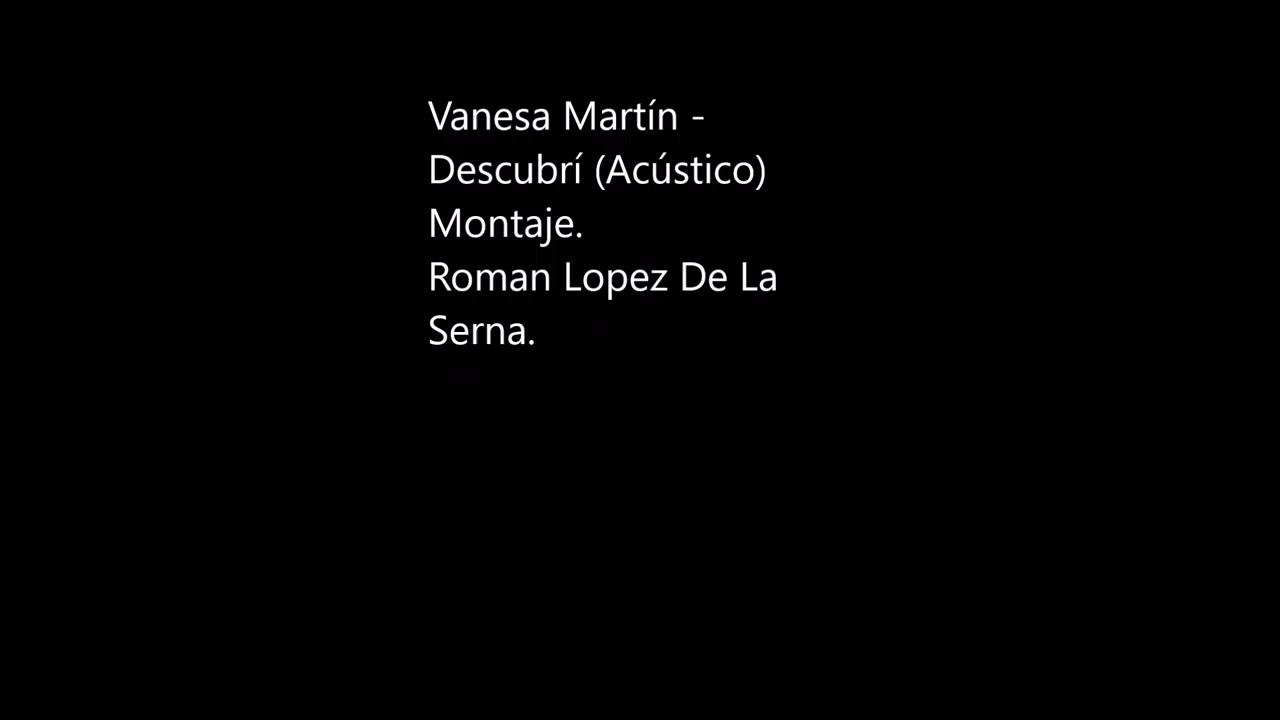 Vanesa Martín -
Descubrí (Acústico)
Montaje.
Roman Lopez De La
Serna.